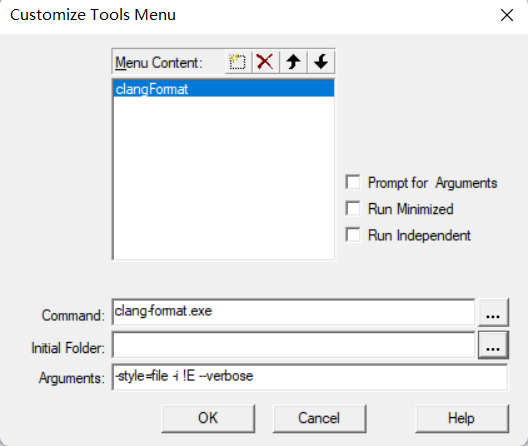 Customize Tools Menu
Menu Content:
clangFormat
Prompt for Arguments
Run Minimized
Run Independent
Command: clang-format.exe ...
Initial Folder: ...
Arguments: -style=file -i !E --verbose
OK Cancel Help